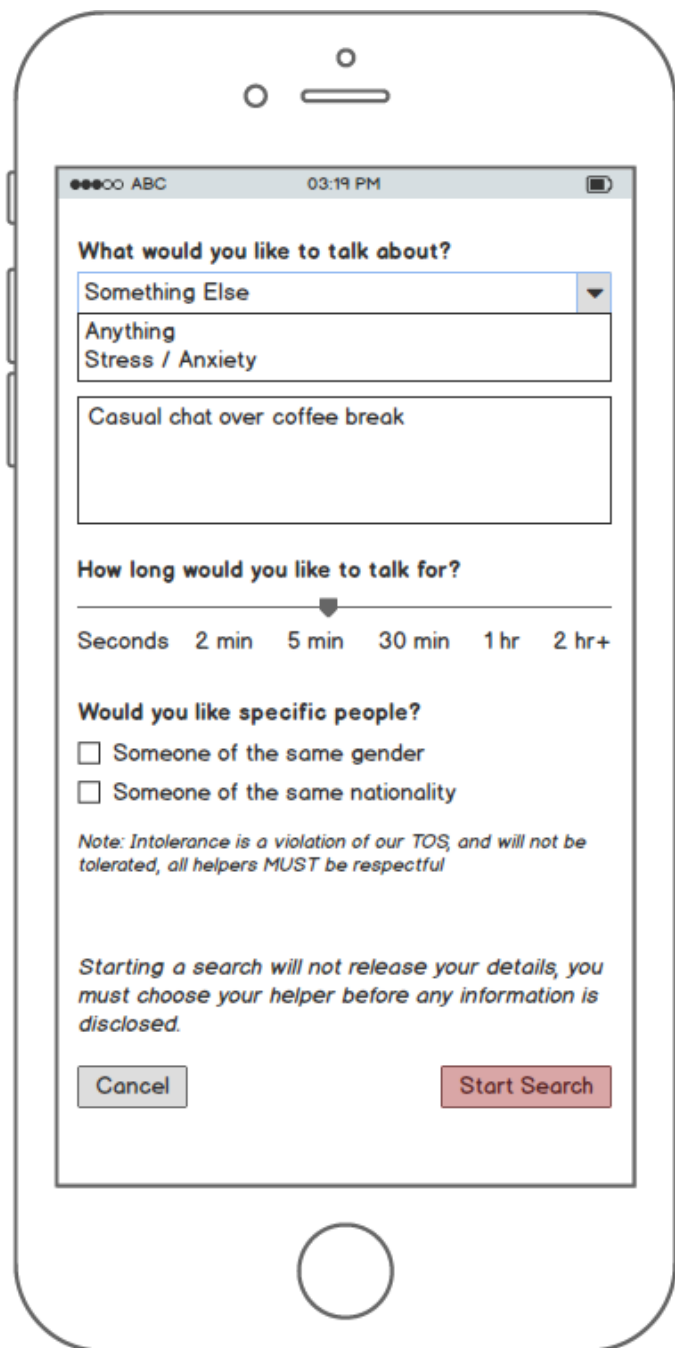 ABC 03:19 PM
What would you like to talk about?
Something Else
Anything
Stress / Anxiety
Casual chat over coffee break
How long would you like to talk for?
Seconds 2 min 5 min 30 min 1 hr 2 hr+
Would you like specific people?
Someone of the same gender
Someone of the same nationality
Note: Intolerance is a violation of our TOS, and will not be
tolerated, all helpers MUST be respectful
Starting a search will not release your details, you
must choose your helper before any information is
disclosed.
Cancel Start Search